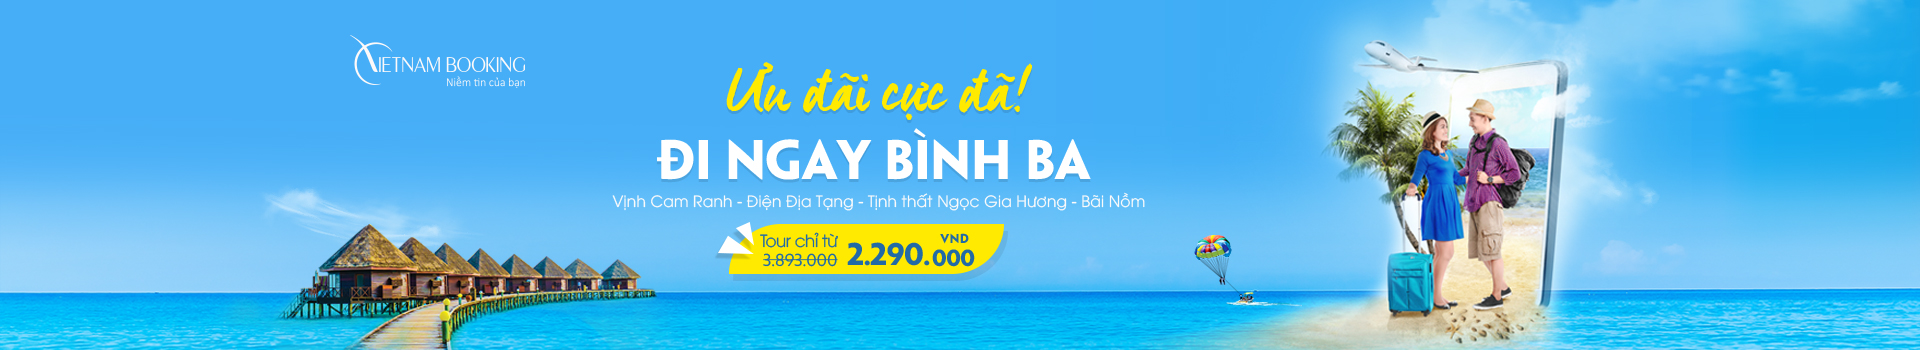 VIETNAM BOOKING
Niềm tin của bạn
Ưu đãi cực đã!
ĐI NGAY BÌNH BA
Vịnh Cam Ranh - Điện Địa Tạng - Tịnh thất Ngọc Gia Hương - Bãi Nồm
Tour chỉ từ
3.893.000
2.290.000 VND